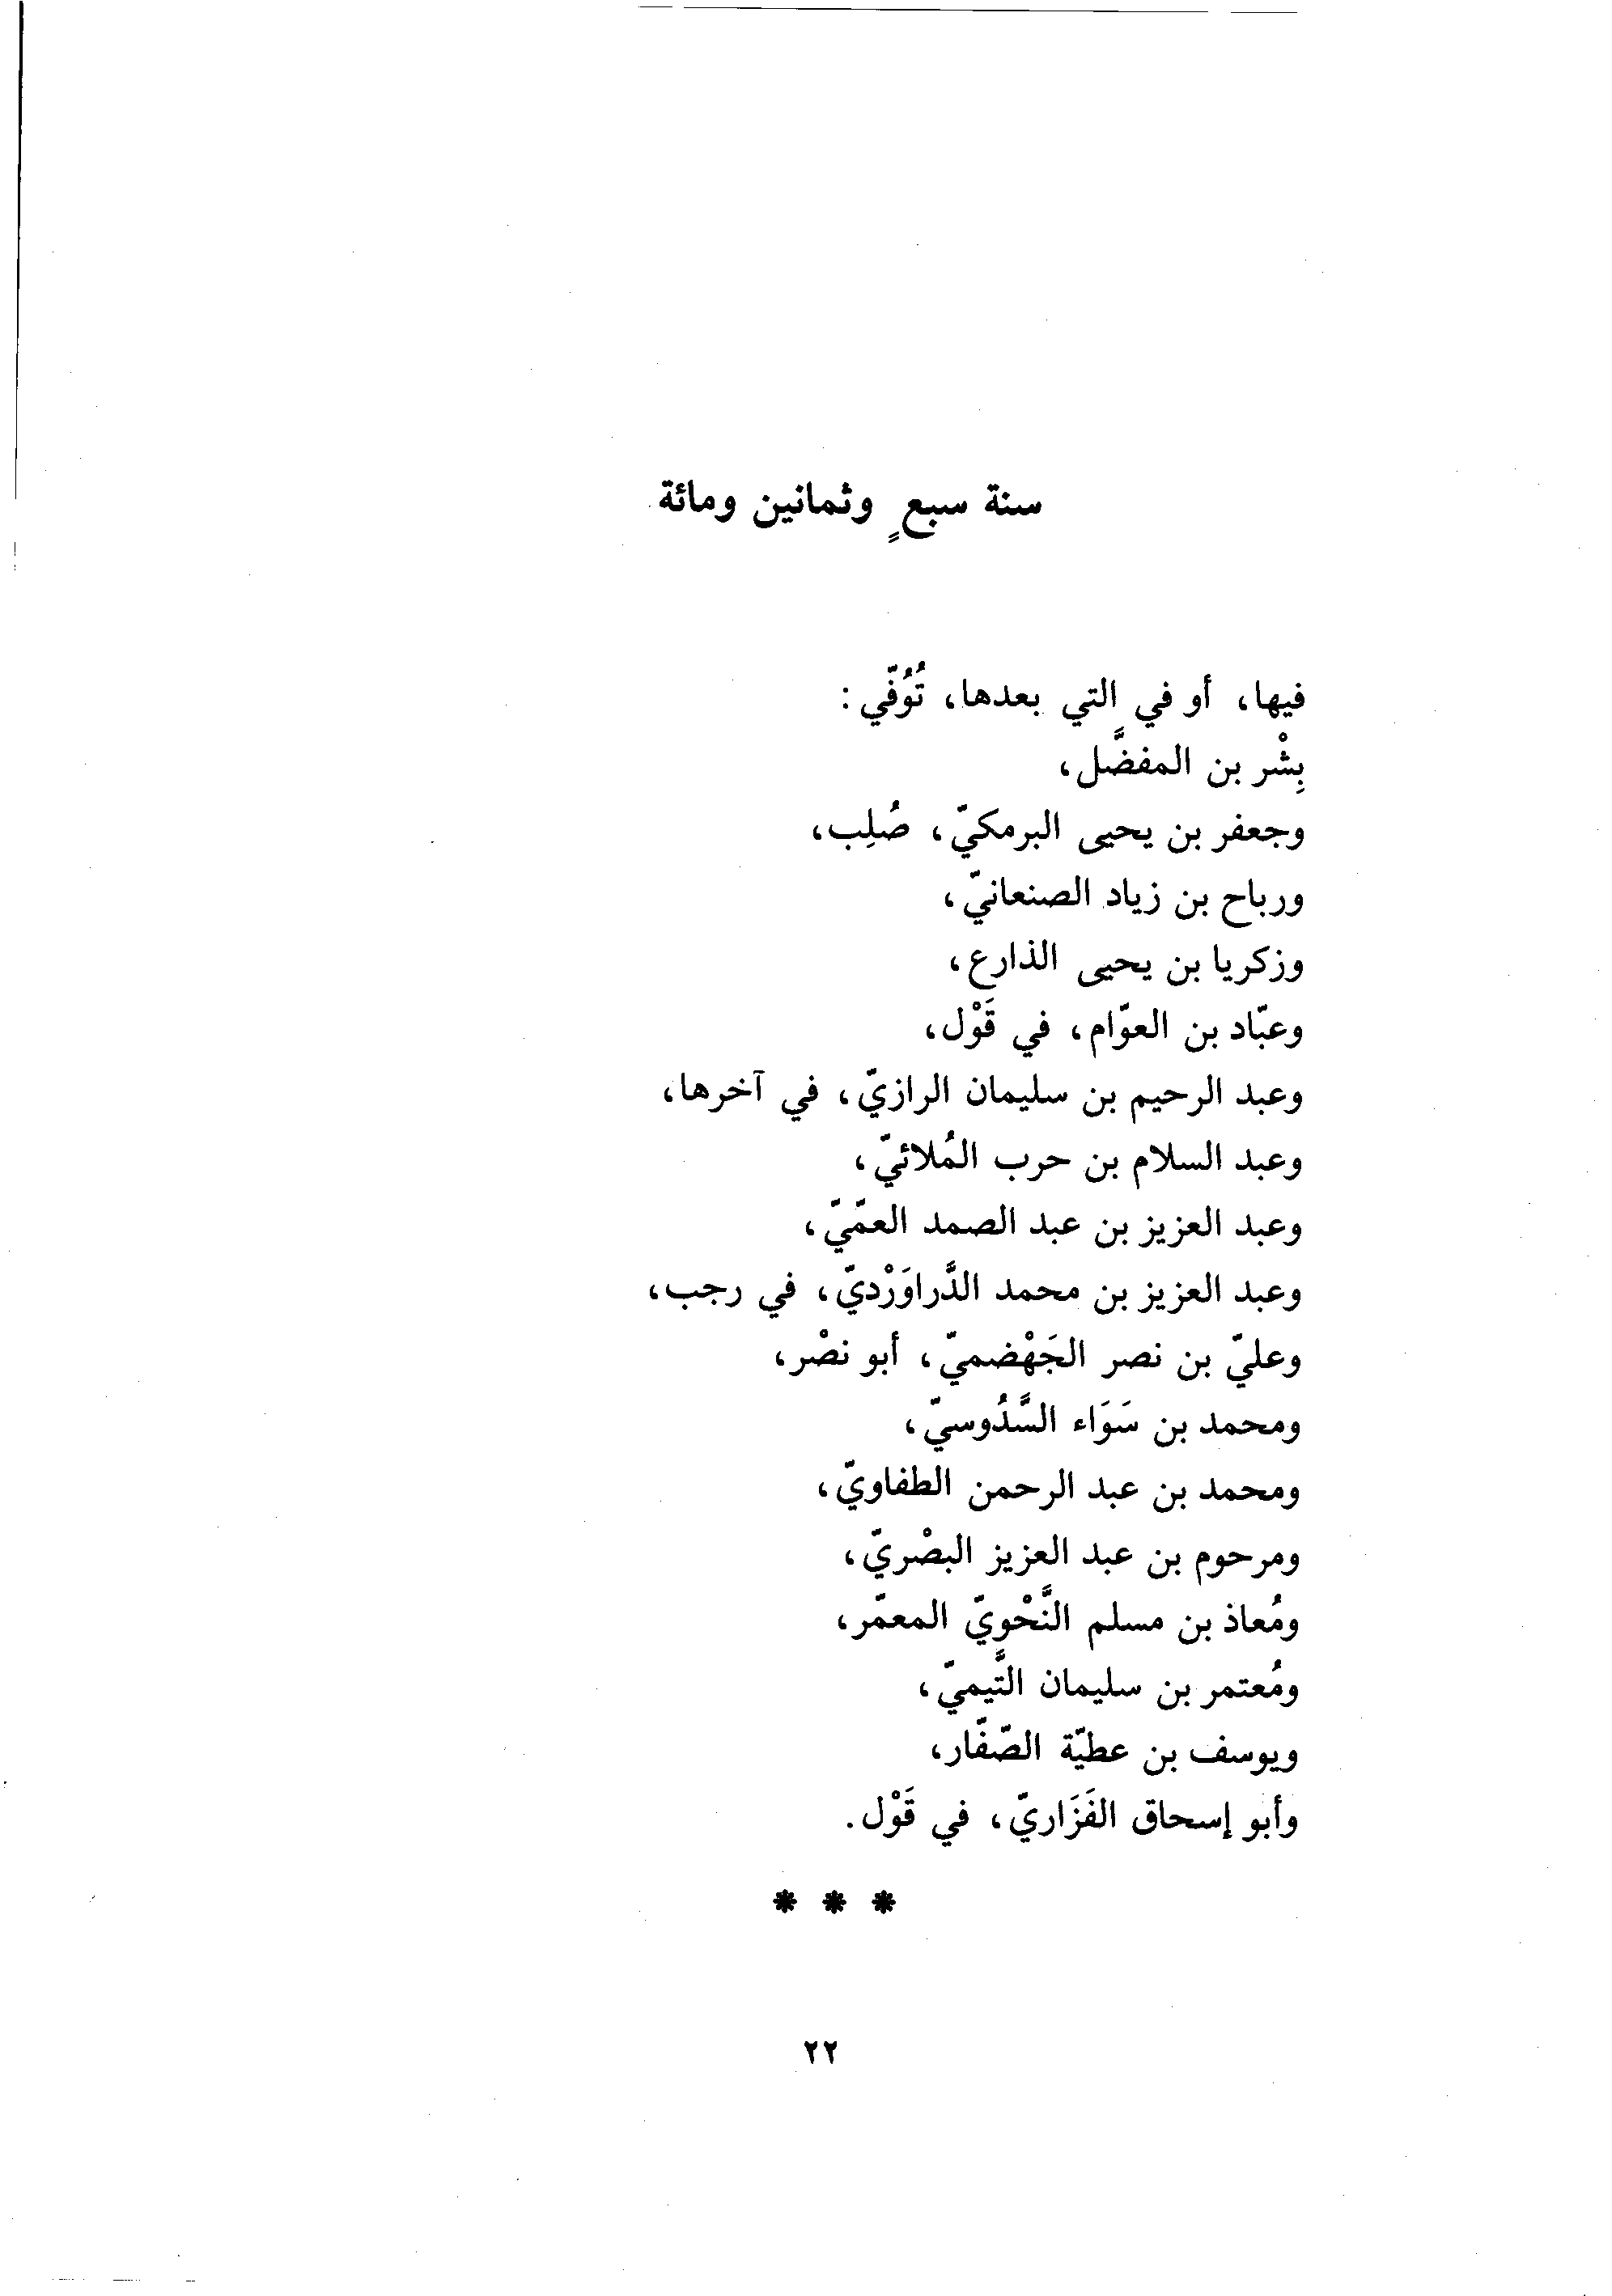 سنة سبعٍ وثمانين ومائة
فيها، أو في التي بعدها، تُوُفّي:
بِشْر بن المفضَّل،
وجعفر بن يحيى البرمكيّ، صُلِب،
ورباح بن زياد الصنعانيّ،
وزكريا بن يحيى الذارع،
وعبّاد بن العوّام، في قَوْل،
وعبد الرحيم بن سليمان الرازيّ، في آخرها،
وعبد السلام بن حرب المُلائيّ،
وعبد العزيز بن عبد الصمد العمّيّ،
وعبد العزيز بن محمد الدَّراوَرْديّ، في رجب،
وعليّ بن نصر الجَهْضميّ، أبو نصْر،
ومحمد بن سَوَاء السَّدُوسيّ،
ومحمد بن عبد الرحمن الطفاويّ،
ومرحوم بن عبد العزيز البصْريّ،
ومُعاذ بن مسلم النَّحْويّ المعمّر،
ومُعتمر بن سليمان التَّيميّ،
ويوسف بن عطيّة الصّفّار،
وأبو إسحاق الفَزَاريّ، في قَوْل.
* * *
٢٢